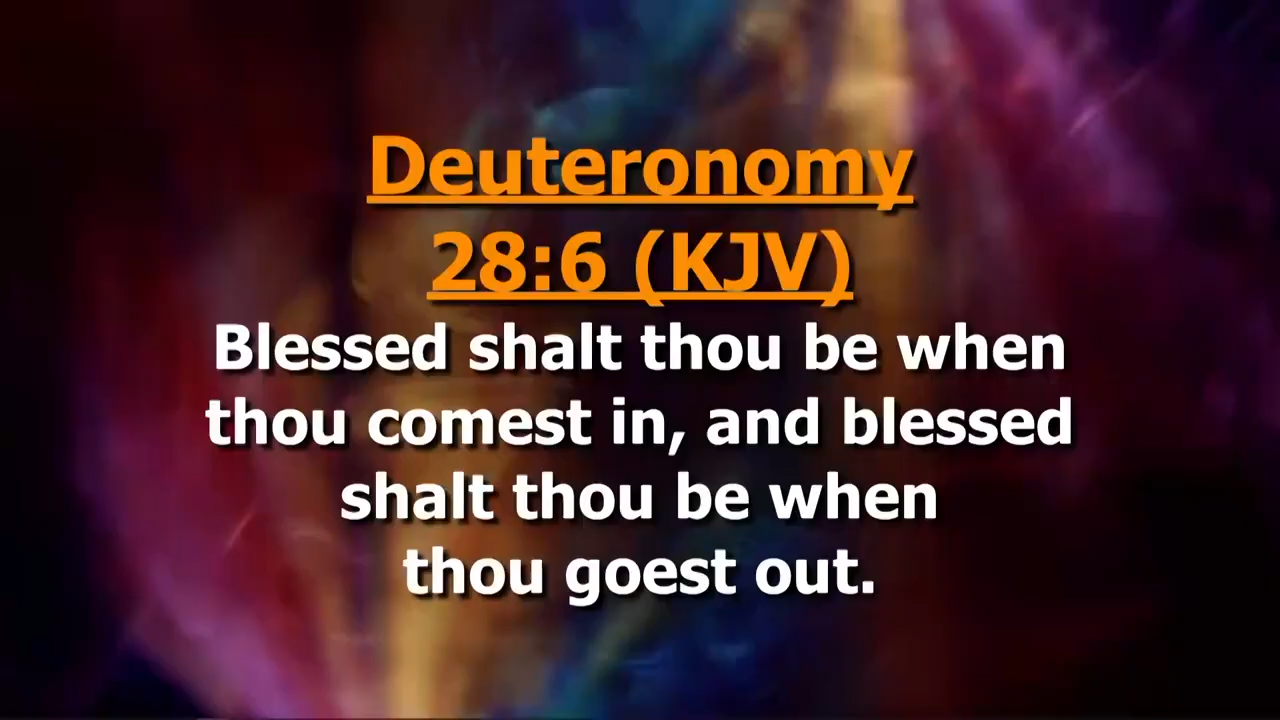 Deuteronomy
28:6 (KJV)
Blessed shalt thou be when
thou comest in, and blessed
shalt thou be when
thou goest out.